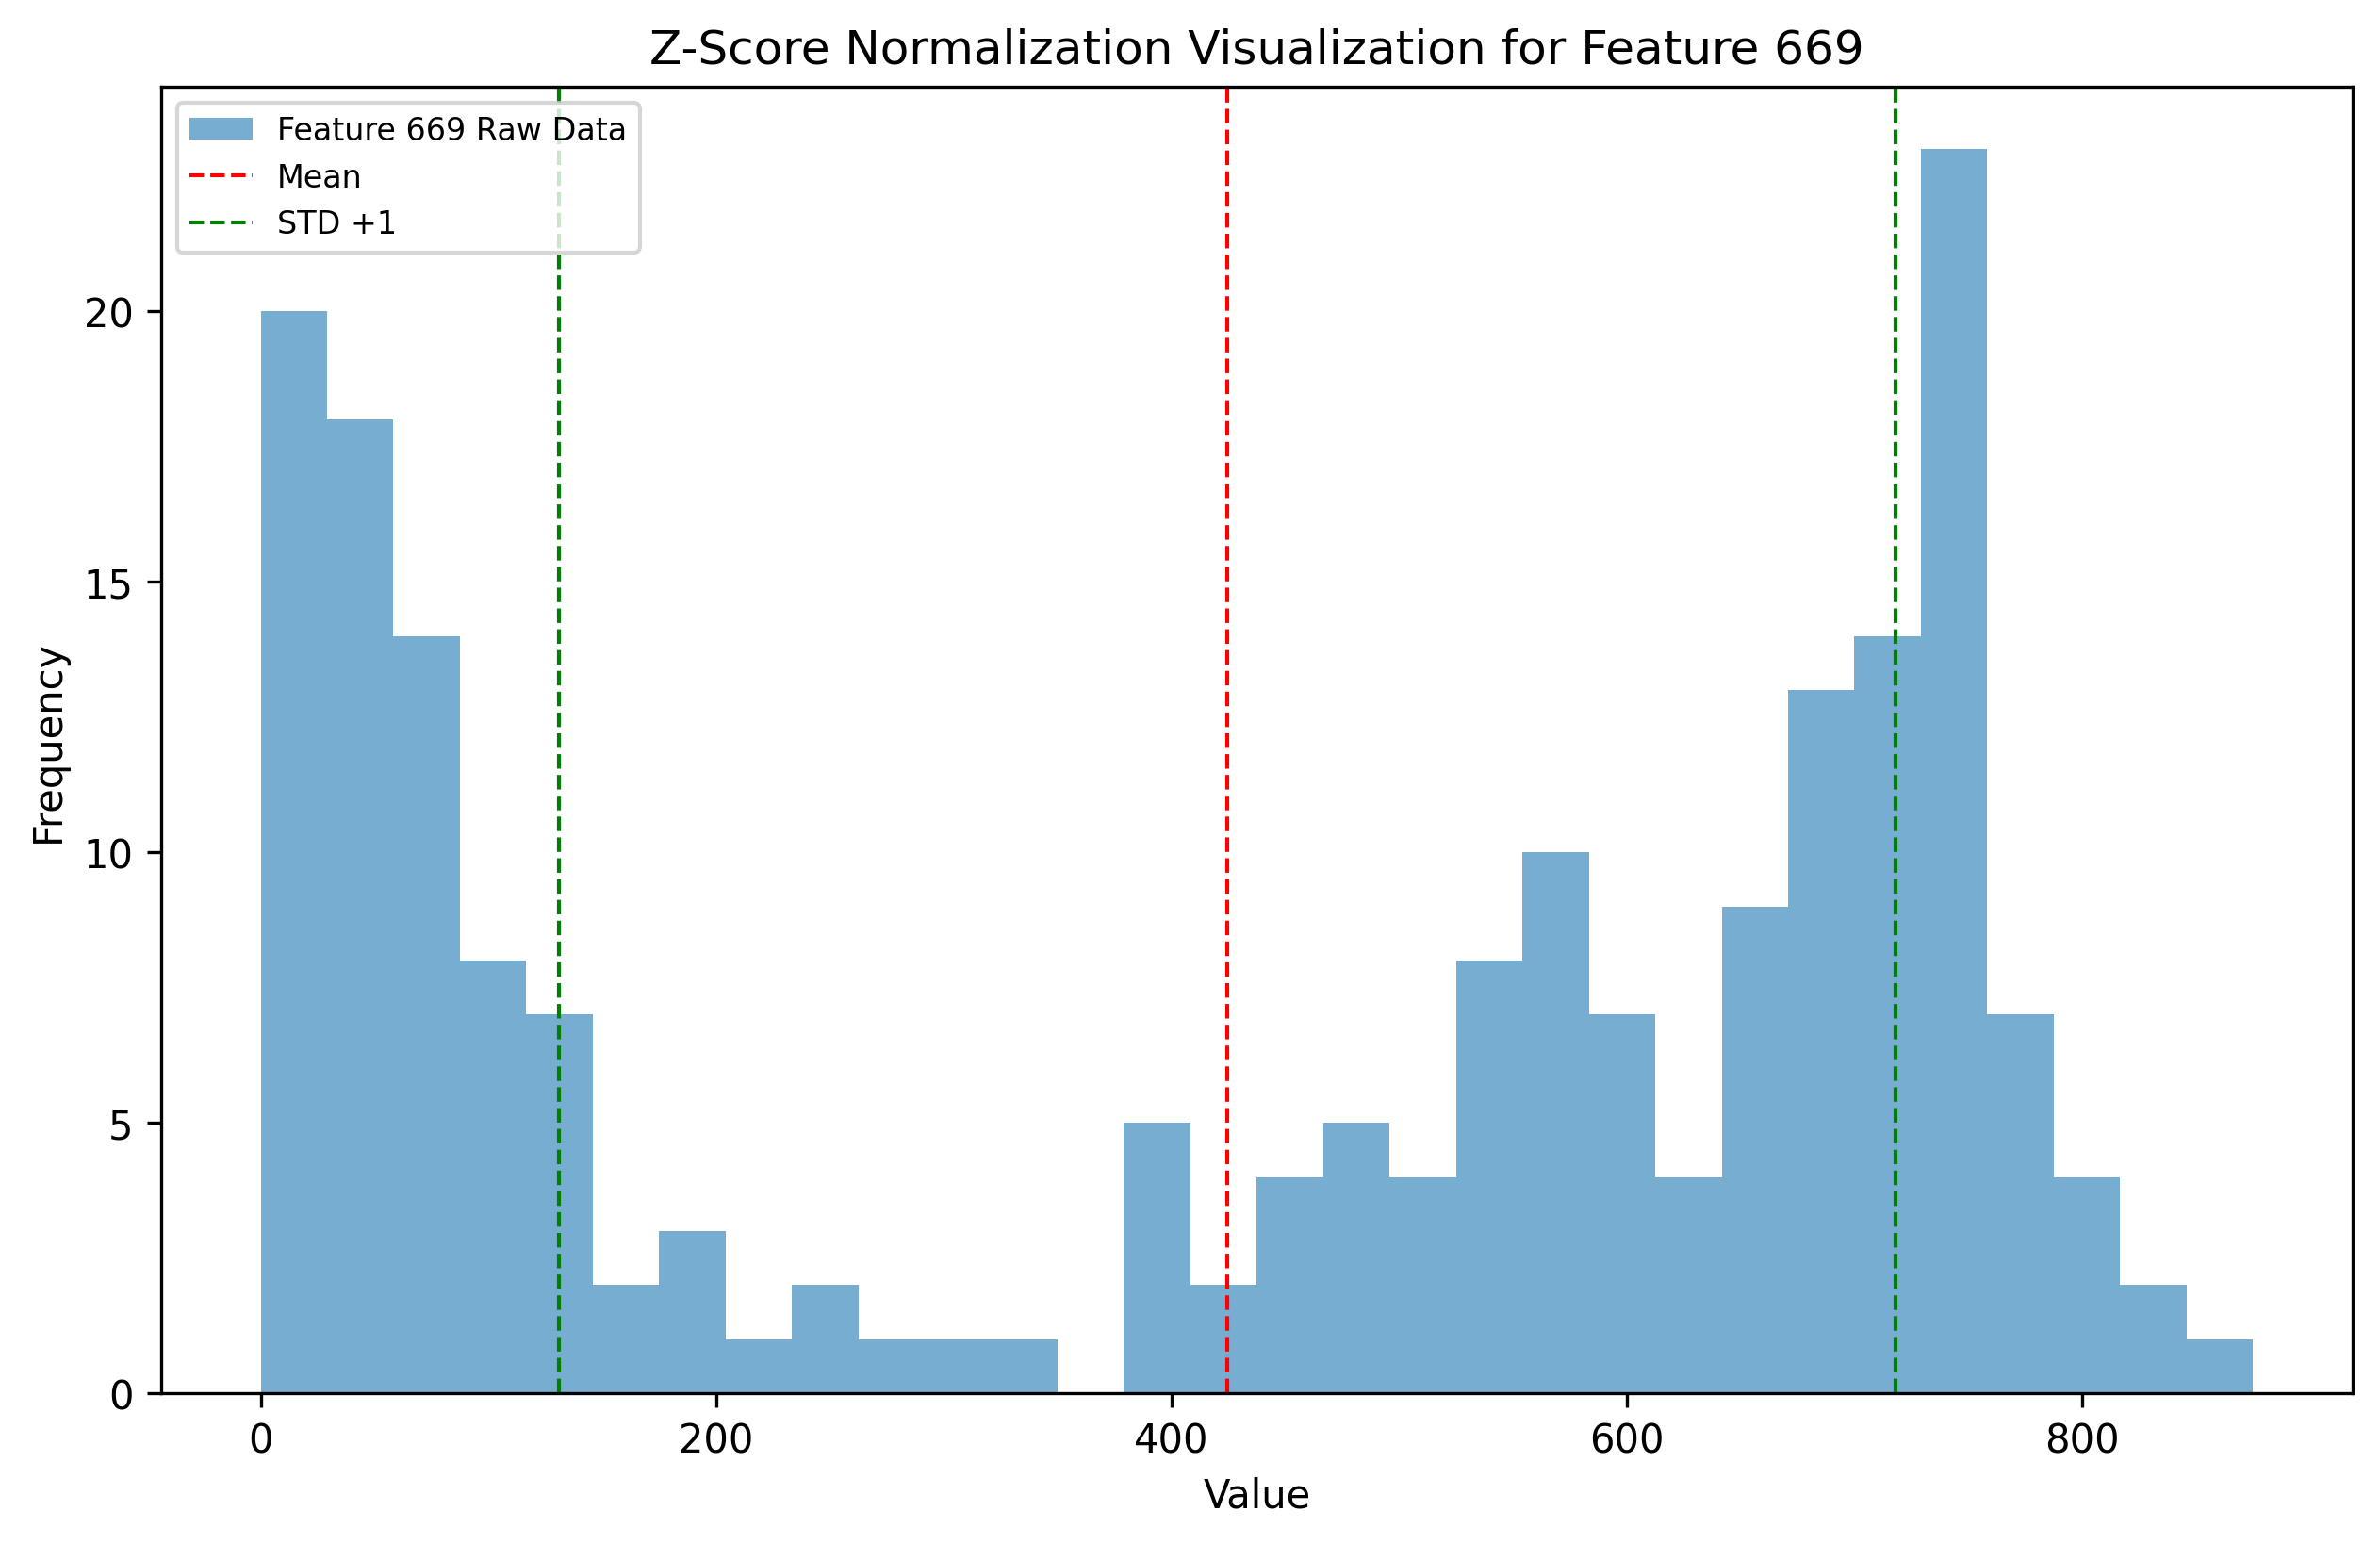 Z-Score Normalization Visualization for Feature 669
Feature 669 Raw Data
Mean
STD +1
Frequency
20
15
10
5
0
0 200 400 600 800
Value